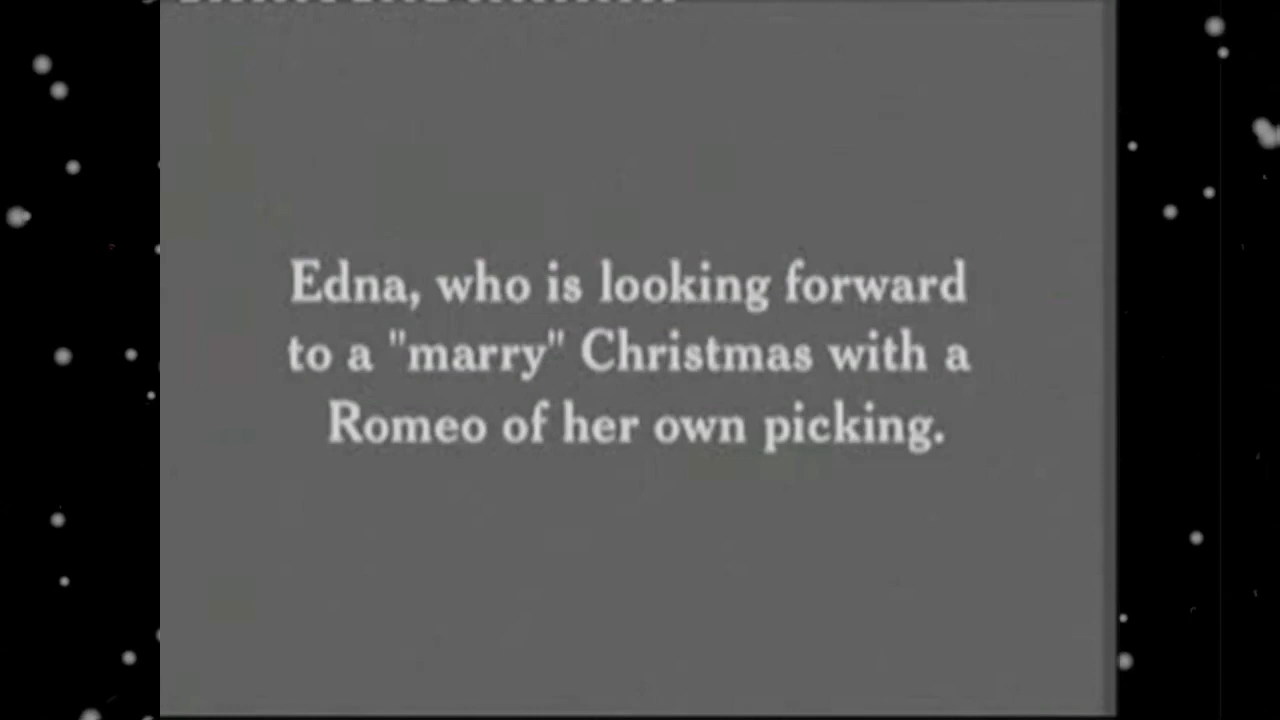 Edna, who is looking forward
to a "marry" Christmas with a
Romeo of her own picking.